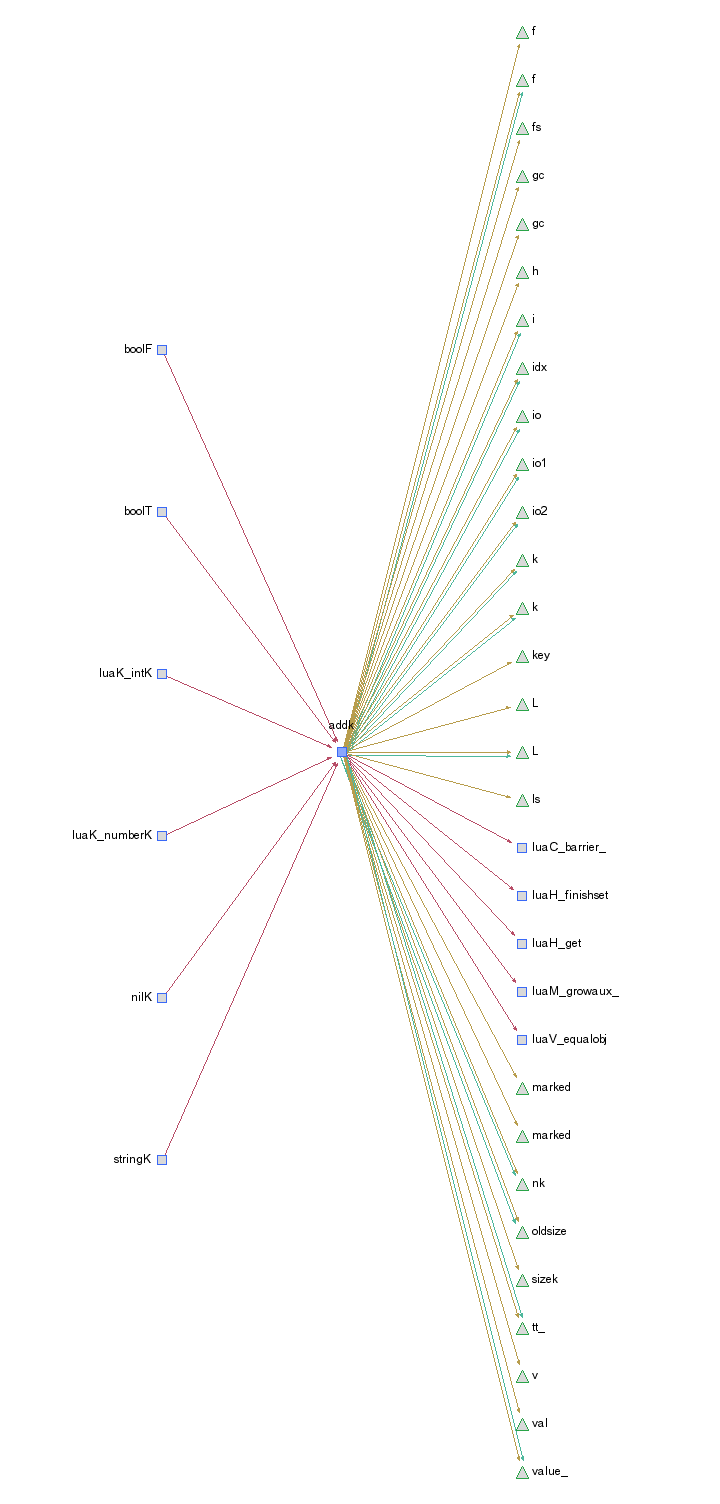 f
f
fs
gc
gc
h
i
boolF
idx
io
io1
boolT
io2
k
k
key
luaK_intK
L
addk
L
ls
luaK_numberK
luaC_barrier_
luaH_finishset
luaH_get
nilK
luaM_growaux_
luaV_equalobj
marked
marked
stringK
nk
oldsize
sizek
tt_
v
val
value_